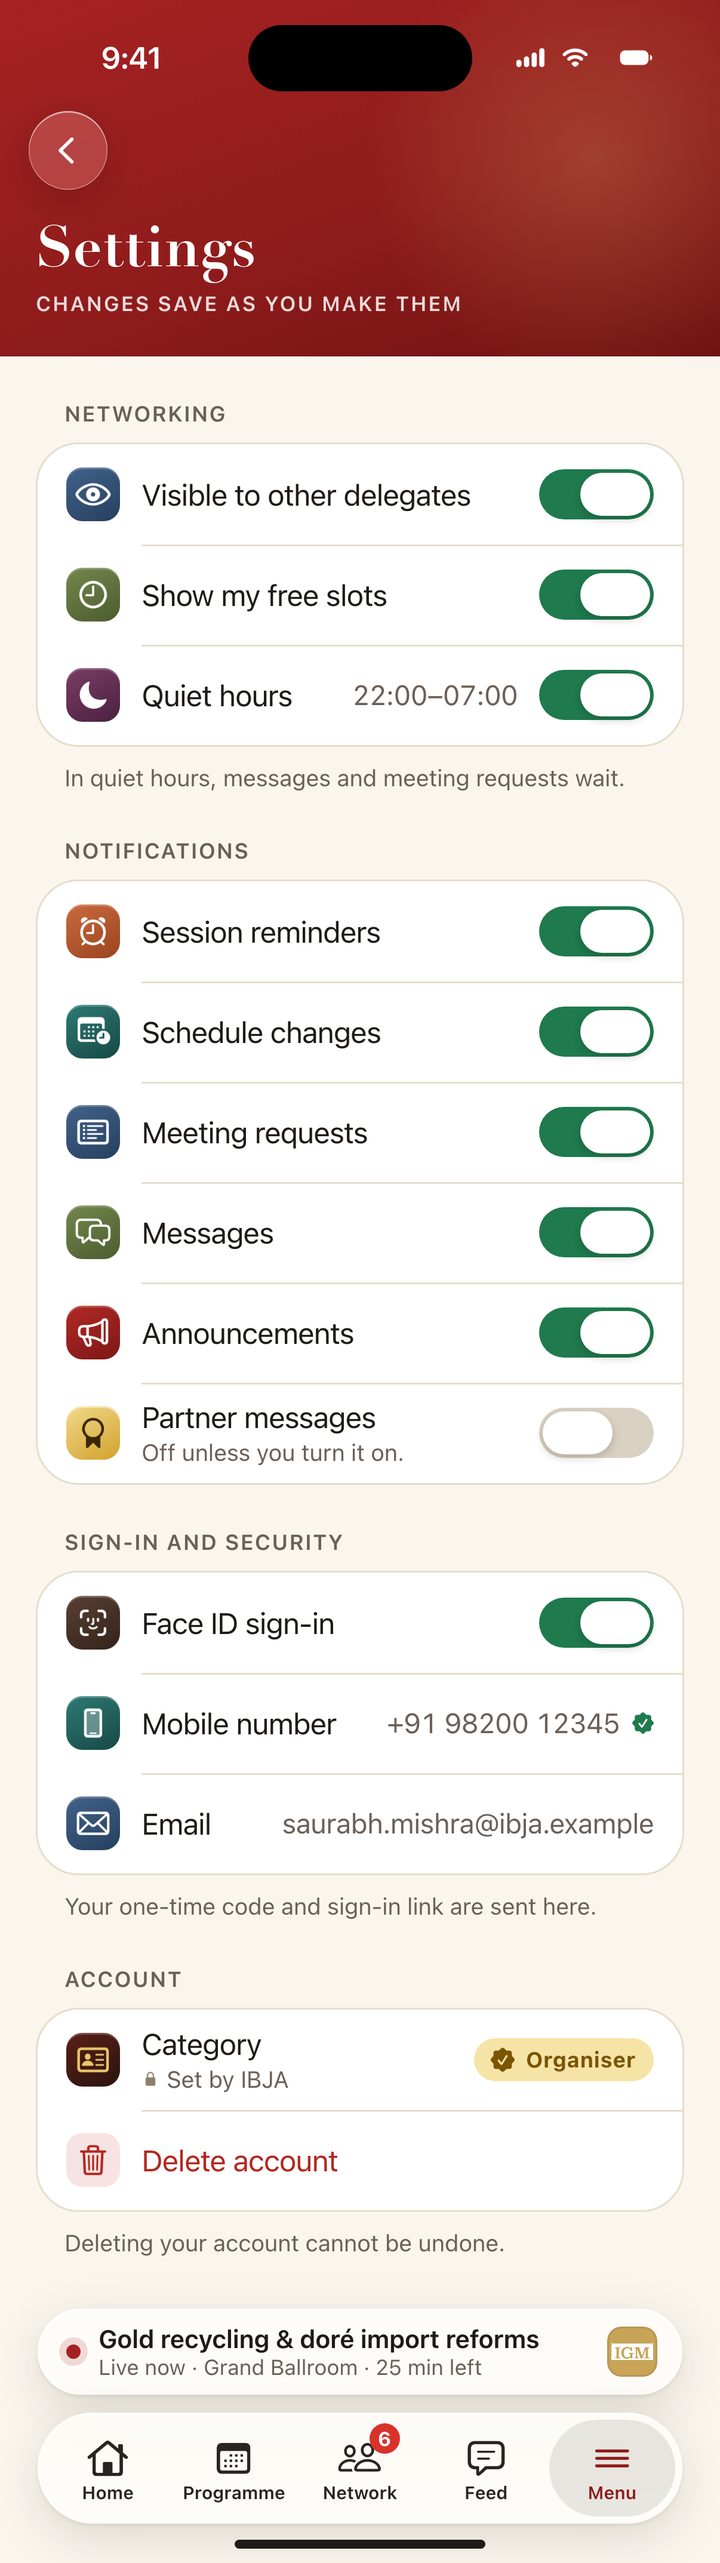 9:41
Settings
CHANGES SAVE AS YOU MAKE THEM
NETWORKING
Visible to other delegates
Show my free slots
Quiet hours 22:00–07:00
In quiet hours, messages and meeting requests wait.
NOTIFICATIONS
Session reminders
Schedule changes
Meeting requests
Messages
Announcements
Partner messages
Off unless you turn it on.
SIGN-IN AND SECURITY
Face ID sign-in
Mobile number +91 98200 12345
Email saurabh.mishra@ibja.example
Your one-time code and sign-in link are sent here.
ACCOUNT
Category
Set by IBJA
Organiser
Delete account
Deleting your account cannot be undone.
Gold recycling & doré import reforms
Live now · Grand Ballroom · 25 min left
IGM
6
Home Programme Network Feed Menu